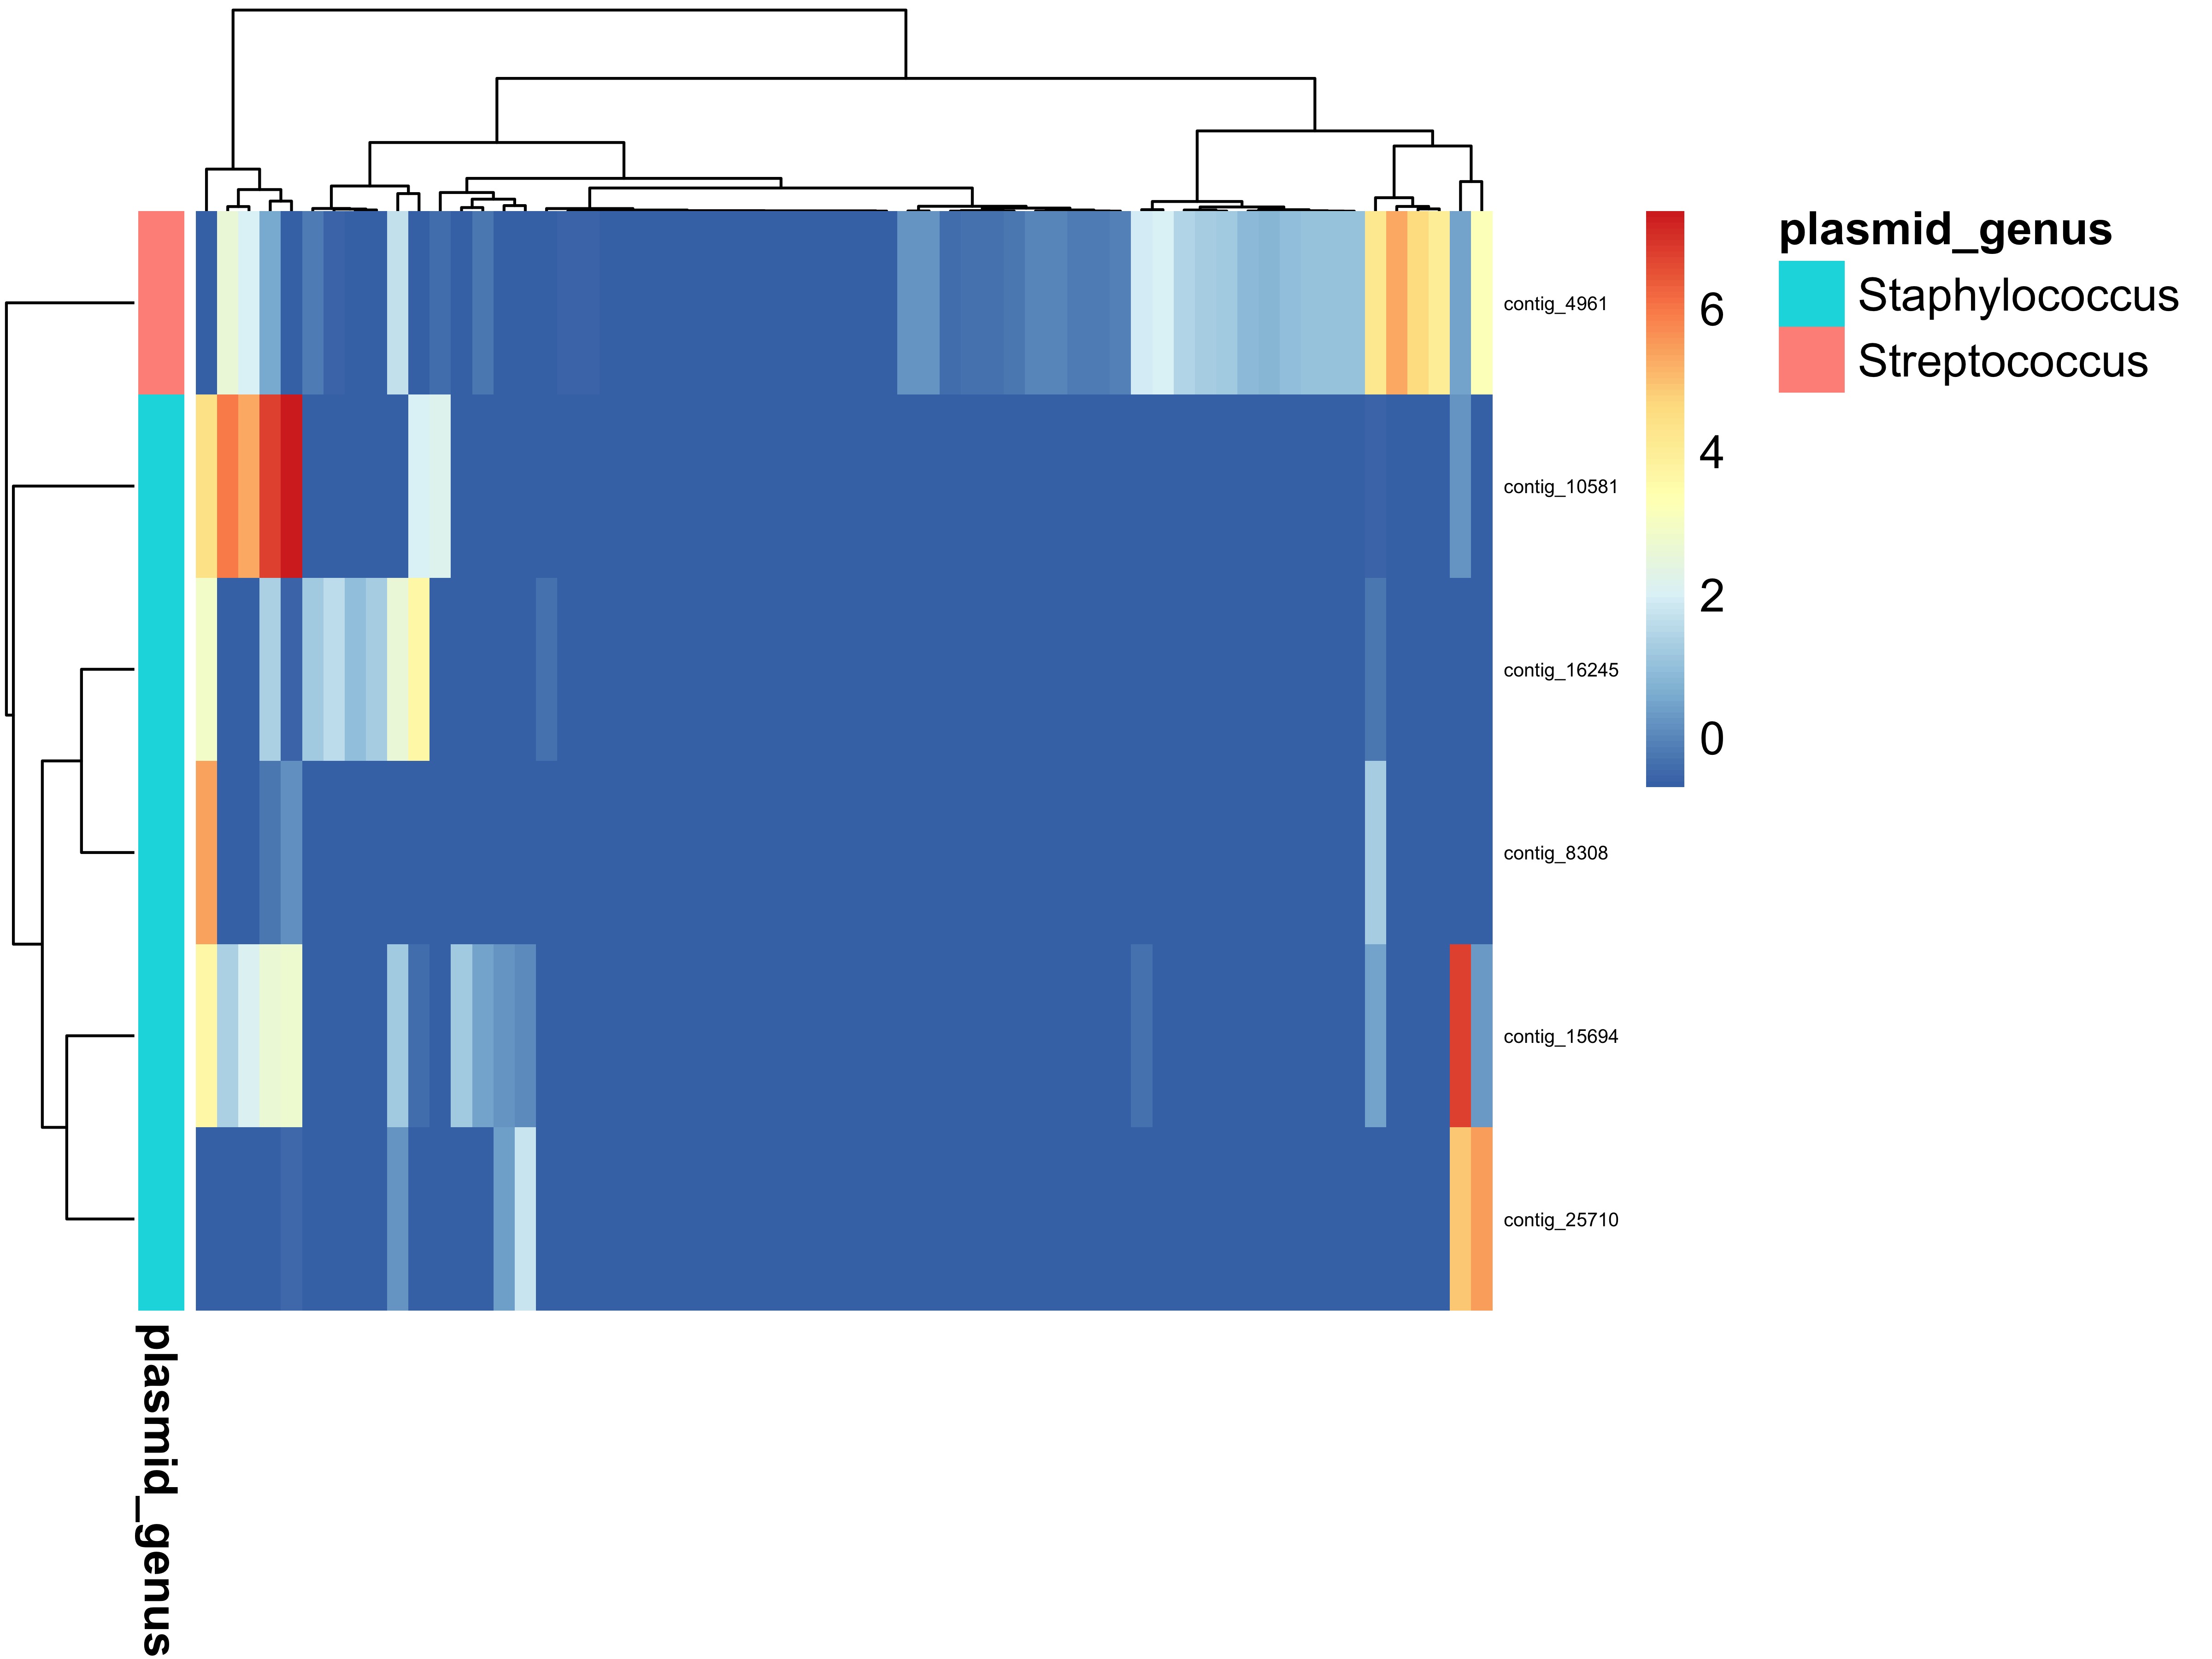 plasmid_genus
Staphylococcus
Streptococcus
6
4
2
0
contig_4961
contig_10581
contig_16245
contig_8308
contig_15694
contig_25710
plasmid_genus